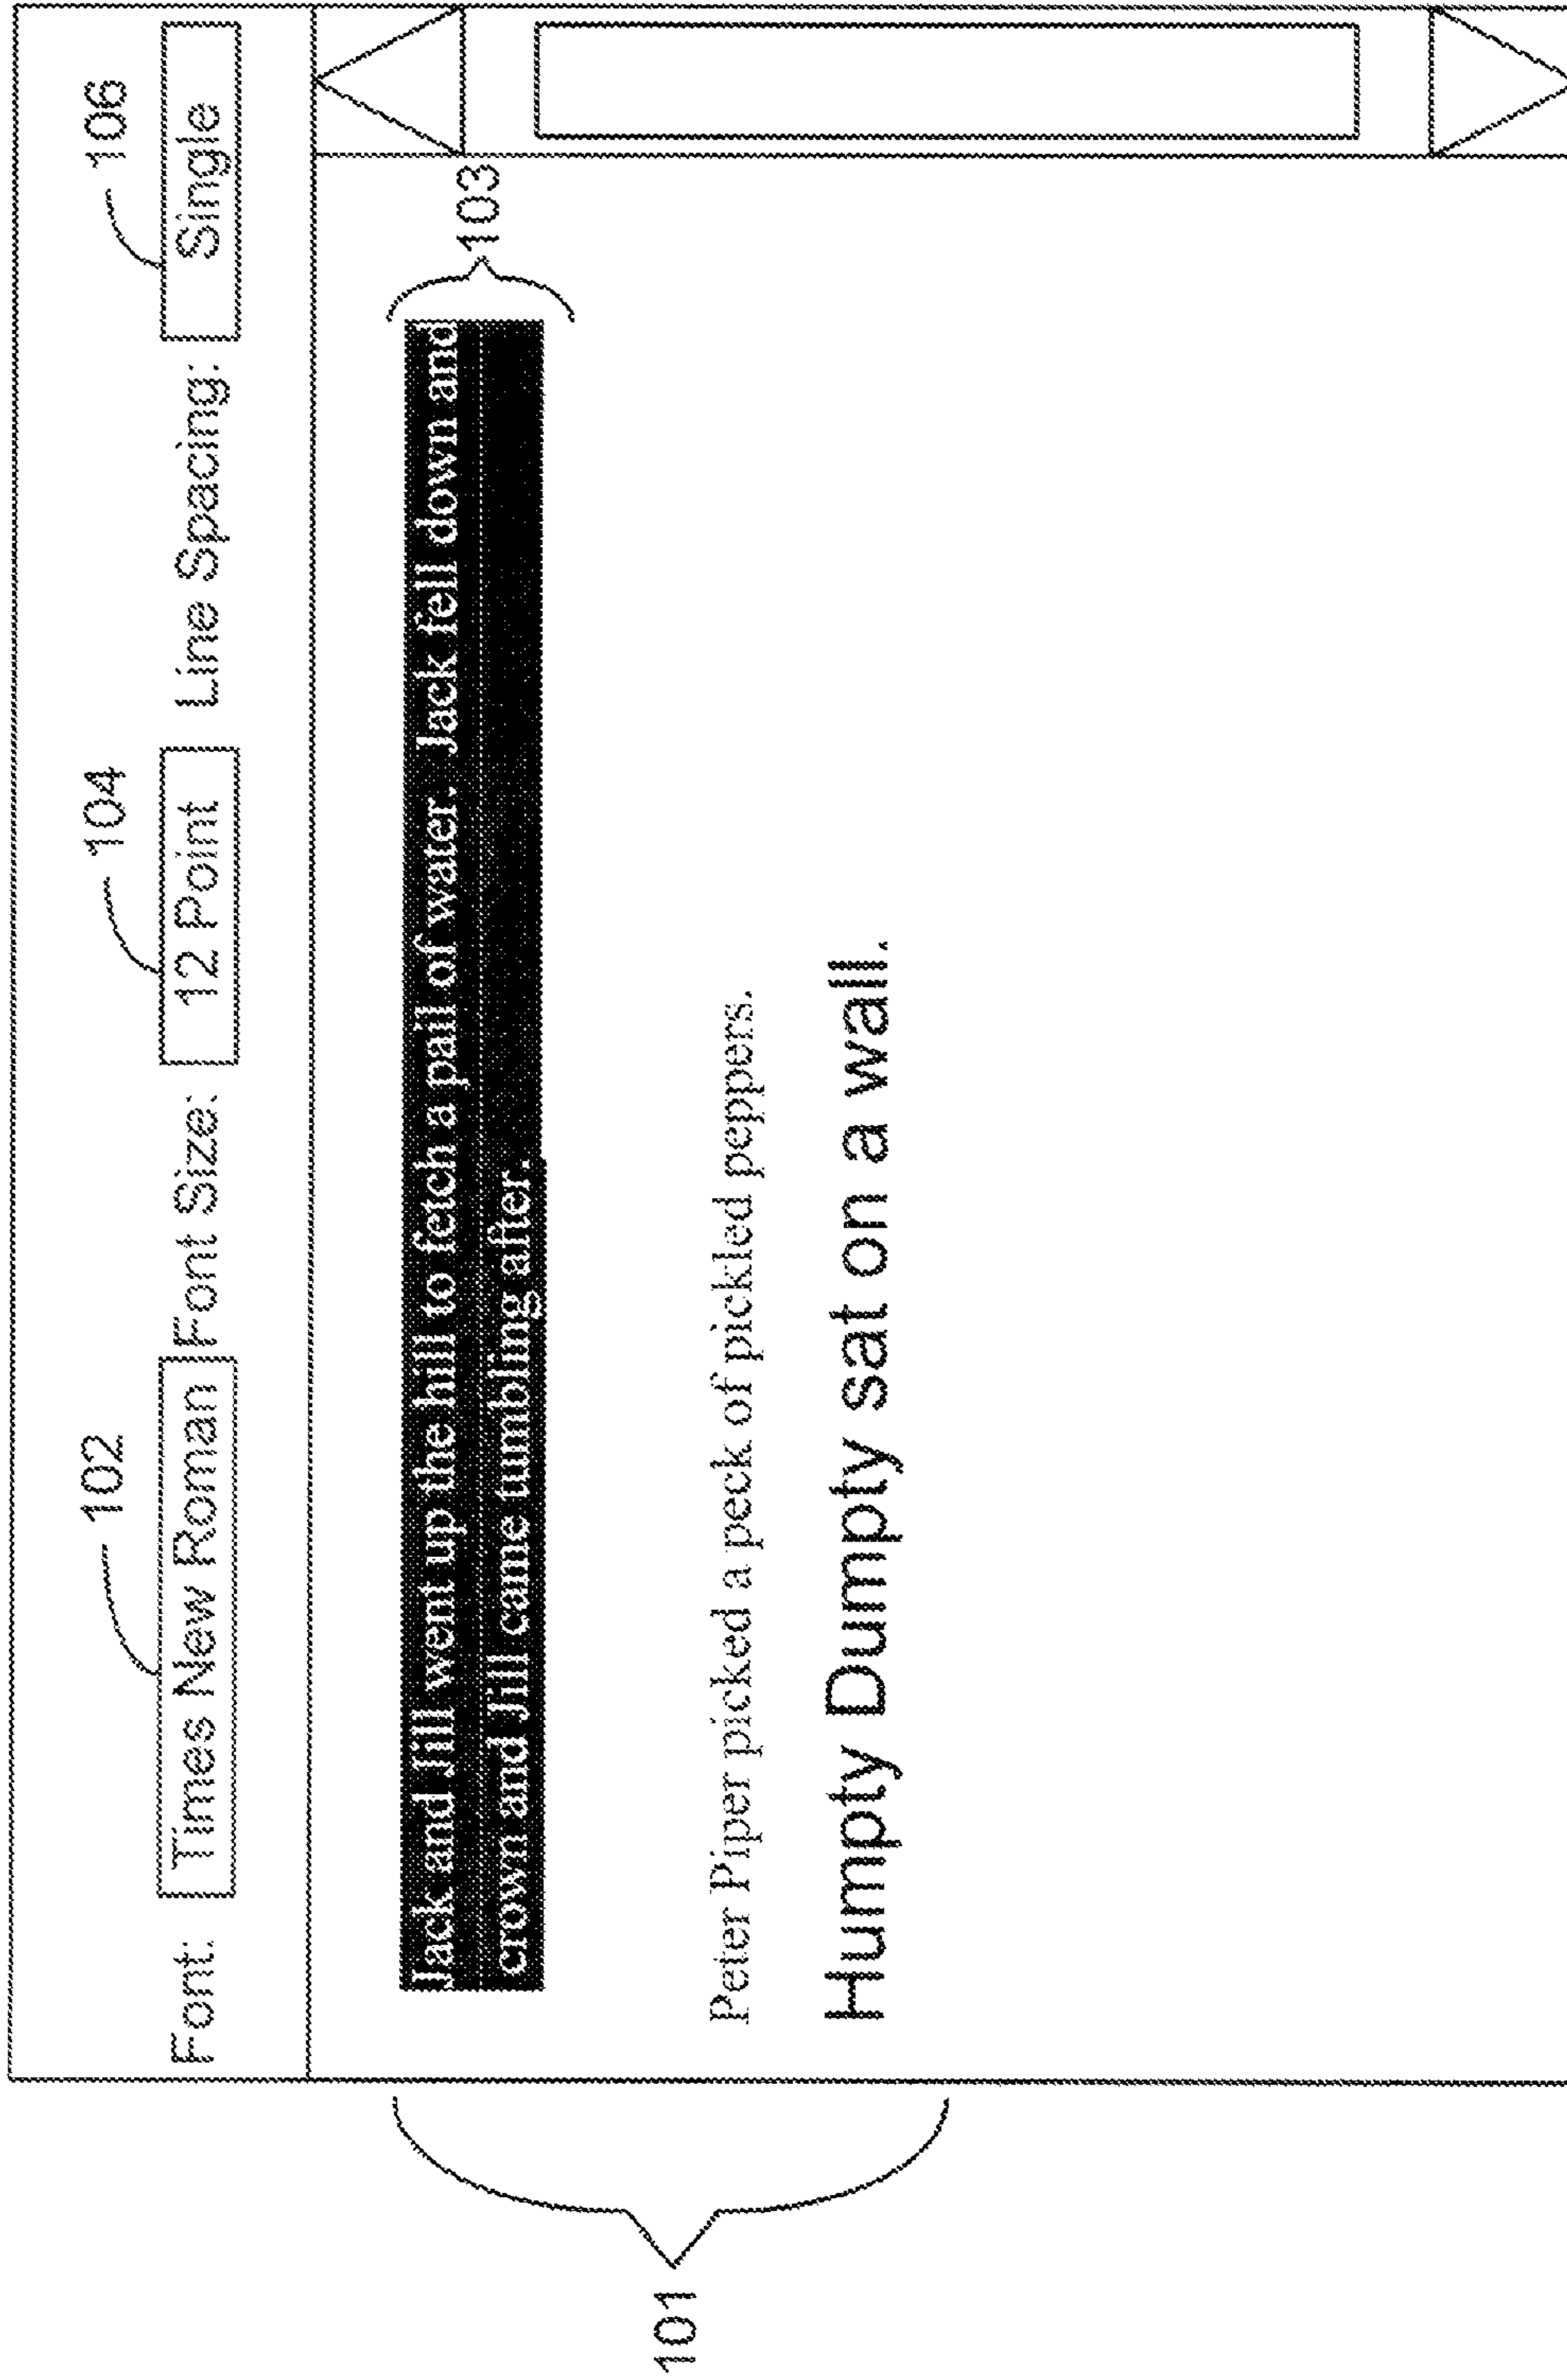 102
104
106
Font: Times New Roman Font Size: 12 Point Line Spacing: Single
Jack and Jill went up the hill to fetch a pail of water. Jack fell down and
crown and Jill came tumbling after.
103
Peter Piper picked a peck of pickled peppers.
Humpty Dumpty sat on a wall.
101